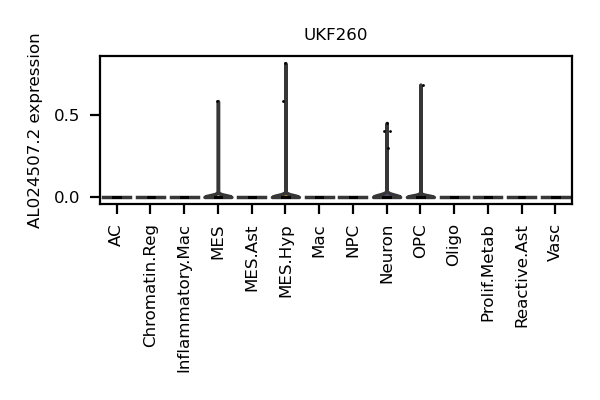 UKF260
AL024507.2 expression
0.5
0.0
AC
Chromatin.Reg
Inflammatory.Mac
MES
MES.Ast
MES.Hyp
Mac
NPC
Neuron
OPC
Oligo
Prolif.Metab
Reactive.Ast
Vasc